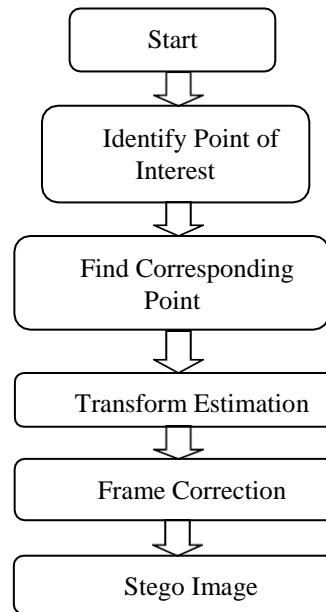 Start
Identify Point of
Interest
Find Corresponding
Point
Transform Estimation
Frame Correction
Stego Image